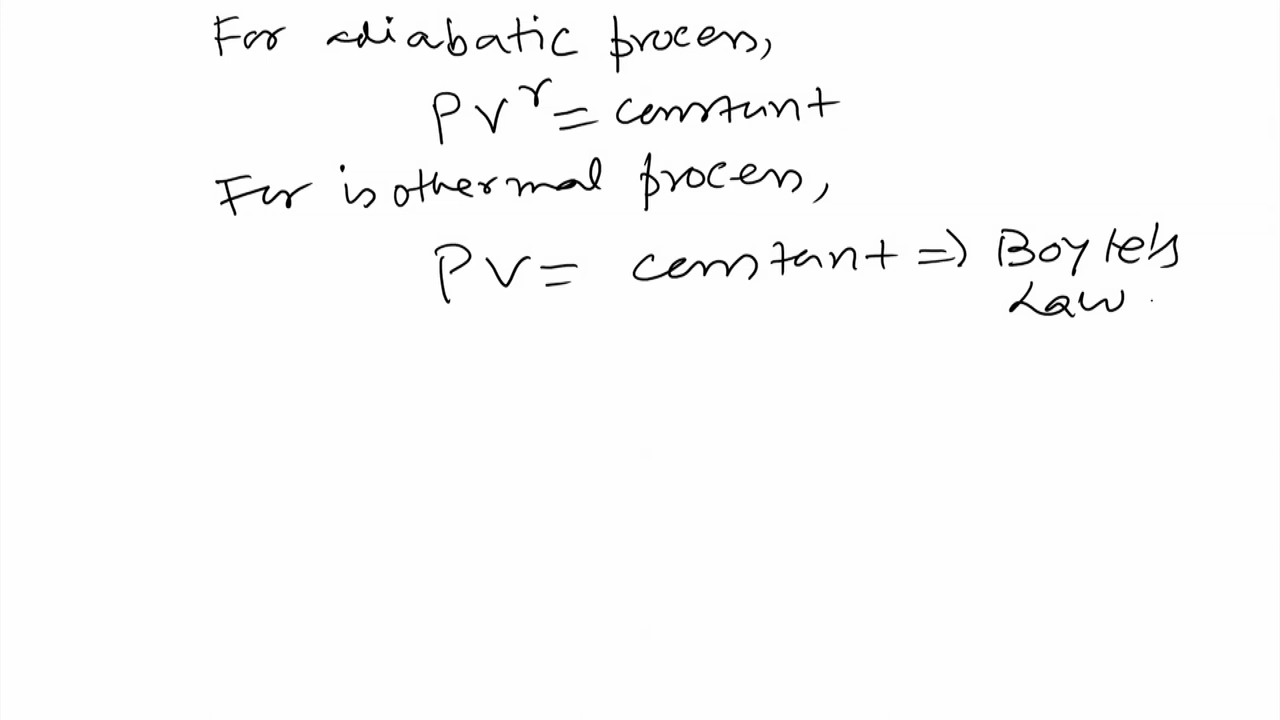 For adiabatic process,
PV^γ = constant
For isothermal process,
PV = constant ⇒ Boyle's
Law.